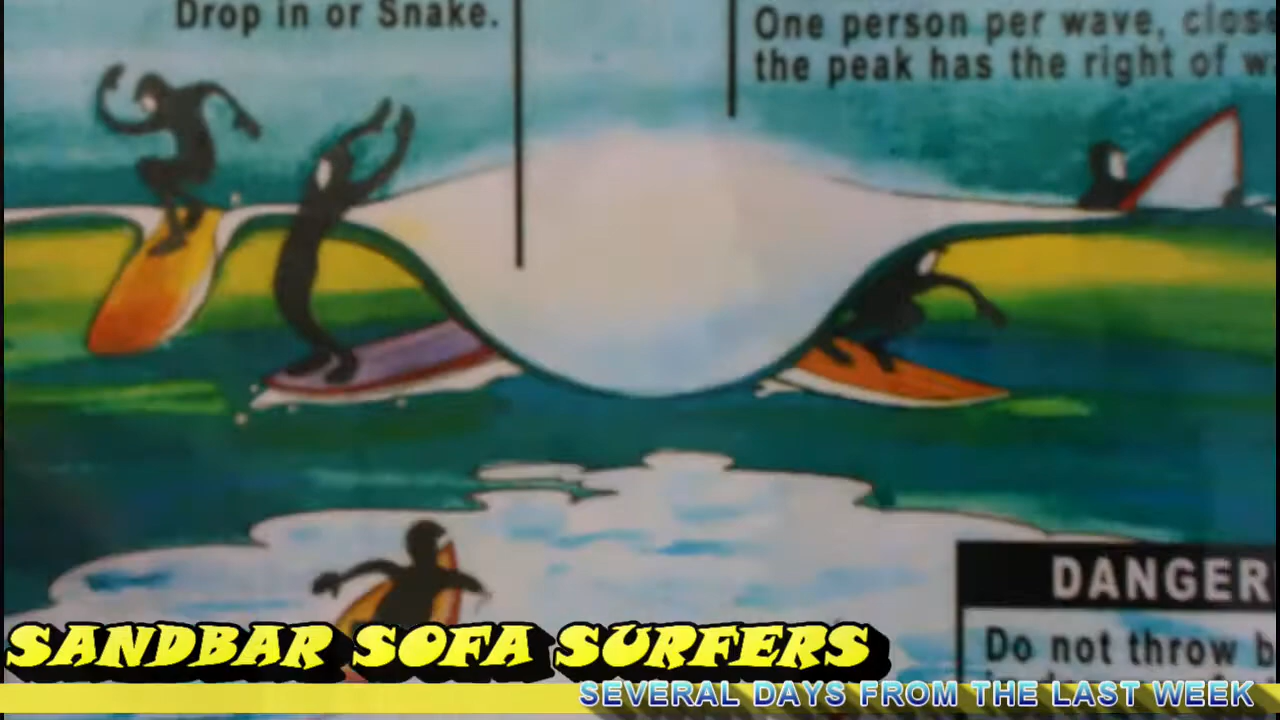 Drop in or Snake.
One person per wave, close
the peak has the right of w
DANGER
Do not throw b
SANDBAR SOFA SURFERS
SEVERAL DAYS FROM THE LAST WEEK